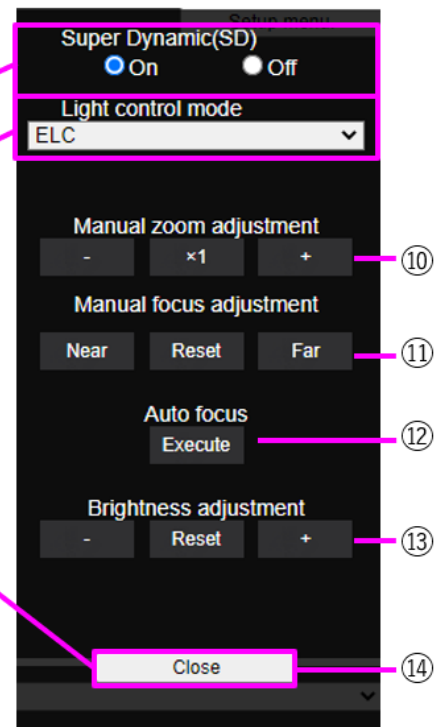 Setup menu
Super Dynamic(SD)
On Off
Light control mode
ELC
Manual zoom adjustment
- ×1 + ⑩
Manual focus adjustment
Near Reset Far ⑪
Auto focus
Execute ⑫
Brightness adjustment
- Reset + ⑬
Close ⑭